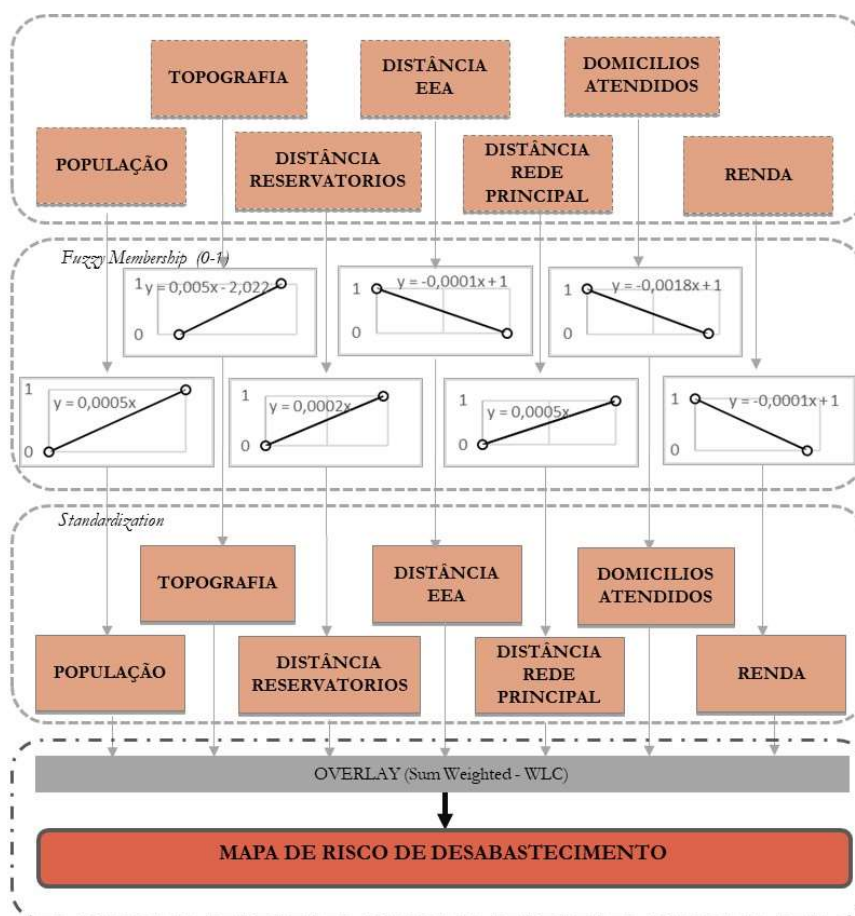 TOPOGRAFIA
DISTÂNCIA
EEA
DOMICILIOS
ATENDIDOS
POPULAÇÃO
DISTÂNCIA
RESERVATORIOS
DISTÂNCIA
REDE
PRINCIPAL
RENDA
Fuzzy Membership (0-1)
1
y = 0,005x - 2,022
0
1
y = -0,0001x + 1
0
1
y = -0,0018x + 1
0
1
y = 0,0005x
0
1
y = 0,0002x
0
1
y = 0,0005x
0
1
y = -0,0001x + 1
0
Standardization
TOPOGRAFIA
DISTÂNCIA
EEA
DOMICILIOS
ATENDIDOS
POPULAÇÃO
DISTÂNCIA
RESERVATORIOS
DISTÂNCIA
REDE
PRINCIPAL
RENDA
OVERLAY (Sum Weighted - WLC)
MAPA DE RISCO DE DESABASTECIMENTO